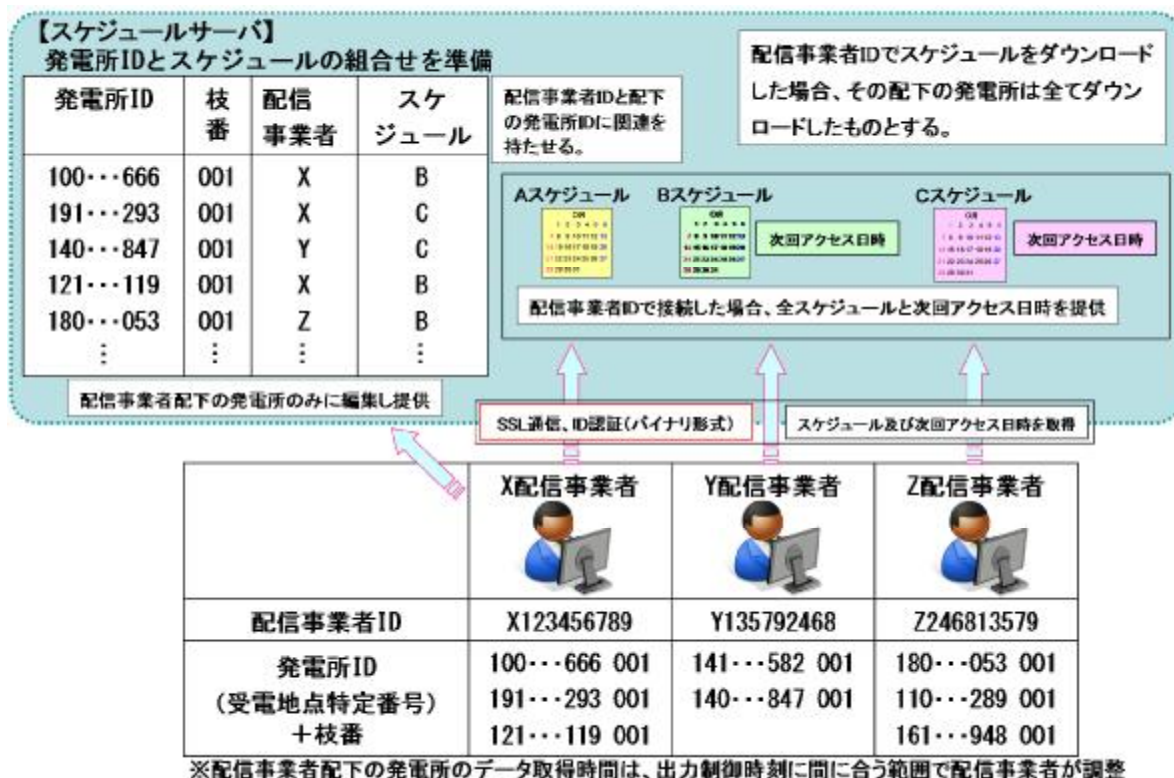 【スケジュールサーバ】
発電所IDとスケジュールの組合せを準備
発電所ID 枝番 配信事業者 スケジュール
100・・・666 001 X B
191・・・293 001 X C
140・・・847 001 Y C
121・・・119 001 X B
180・・・053 001 Z B
⋮ ⋮ ⋮ ⋮
配信事業者配下の発電所のみに編集し提供
配信事業者IDと配下
の発電所IDに関連を
持たせる。
配信事業者IDでスケジュールをダウンロード
した場合、その配下の発電所は全てダウン
ロードしたものとする。
Aスケジュール Bスケジュール Cスケジュール
次回アクセス日時 次回アクセス日時
配信事業者IDで接続した場合、全スケジュールと次回アクセス日時を提供
SSL通信、ID認証(バイナリ形式) スケジュール及び次回アクセス日時を取得
X配信事業者 Y配信事業者 Z配信事業者
配信事業者ID X123456789 Y135792468 Z246813579
発電所ID
(受電地点特定番号)
+枝番
100・・・666 001 141・・・582 001 180・・・053 001
191・・・293 001 140・・・847 001 110・・・289 001
121・・・119 001 161・・・948 001
※配信事業者配下の発電所のデータ取得時間は、出力制御時刻に間に合う範囲で配信事業者が調整